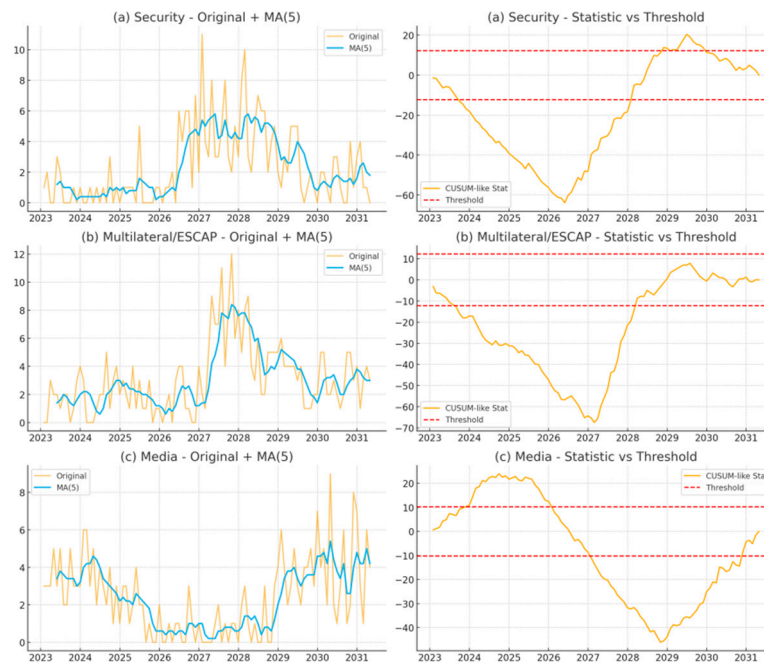 (a) Security - Original + MA(5)
Original
MA(5)
10
8
6
4
2
0
2023 2024 2025 2026 2027 2028 2029 2030 2031
(a) Security - Statistic vs Threshold
20
0
−20
−40
−60
CUSUM-like Stat
Threshold
2023 2024 2025 2026 2027 2028 2029 2030 2031
(b) Multilateral/ESCAP - Original + MA(5)
Original
MA(5)
12
10
8
6
4
2
0
2023 2024 2025 2026 2027 2028 2029 2030 2031
(b) Multilateral/ESCAP - Statistic vs Threshold
10
0
−10
−20
−30
−40
−50
−60
−70
CUSUM-like Stat
Threshold
2023 2024 2025 2026 2027 2028 2029 2030 2031
(c) Media - Original + MA(5)
Original
MA(5)
8
6
4
2
0
2023 2024 2025 2026 2027 2028 2029 2030 2031
(c) Media - Statistic vs Threshold
CUSUM-like Stat
Threshold
20
10
0
−10
−20
−30
−40
2023 2024 2025 2026 2027 2028 2029 2030 2031